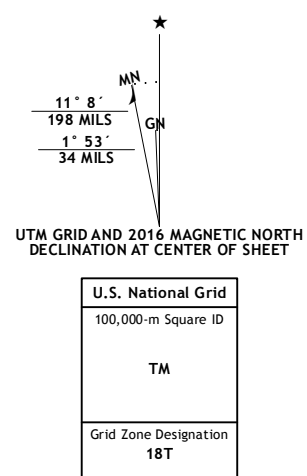 MN
GN
11° 8´
198 MILS
1° 53´
34 MILS
UTM GRID AND 2016 MAGNETIC NORTH
DECLINATION AT CENTER OF SHEET
U.S. National Grid
100,000-m Square ID
TM
Grid Zone Designation
18T